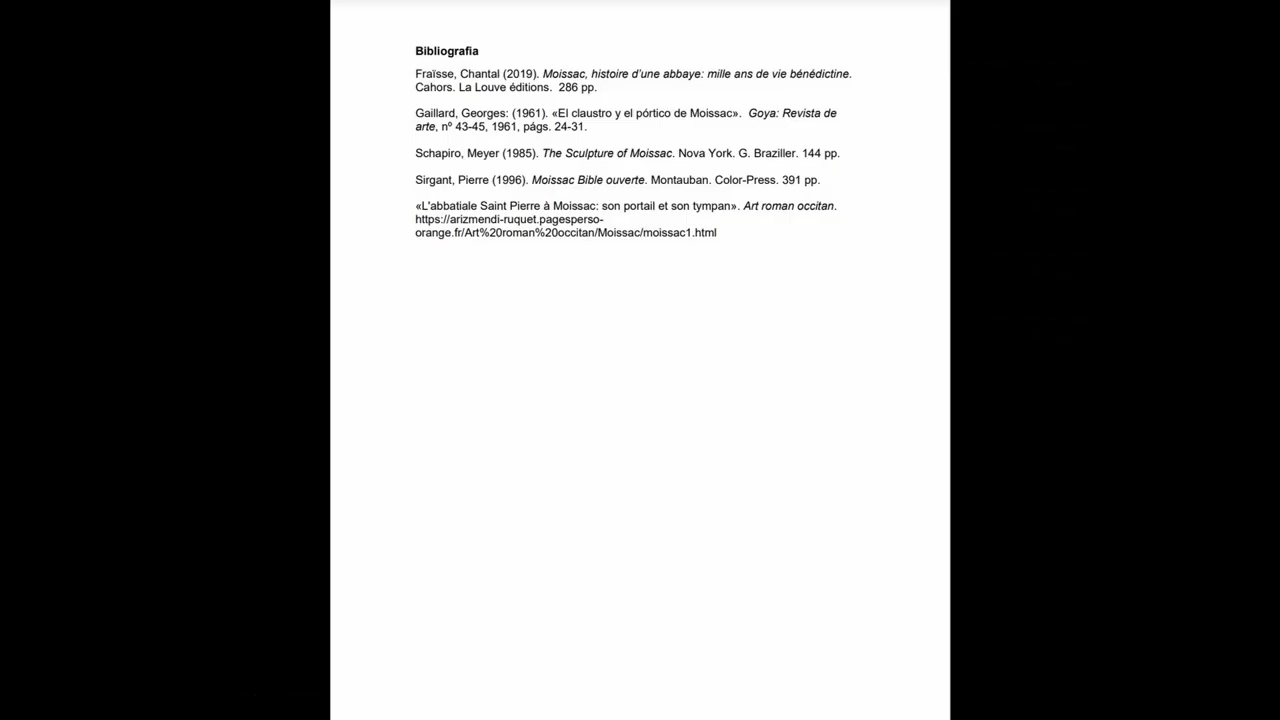 Bibliografia
Fraïsse, Chantal (2019). Moissac, histoire d’une abbaye: mille ans de vie bénédictine.
Cahors. La Louve éditions.  286 pp.
Gaillard, Georges: (1961). «El claustro y el pórtico de Moissac».  Goya: Revista de
arte, nº 43-45, 1961, págs. 24-31.
Schapiro, Meyer (1985). The Sculpture of Moissac. Nova York. G. Braziller. 144 pp.
Sirgant, Pierre (1996). Moissac Bible ouverte. Montauban. Color-Press. 391 pp.
«L'abbatiale Saint Pierre à Moissac: son portail et son tympan». Art roman occitan.
https://arizmendi-ruquet.pagesperso-
orange.fr/Art%20roman%20occitan/Moissac/moissac1.html